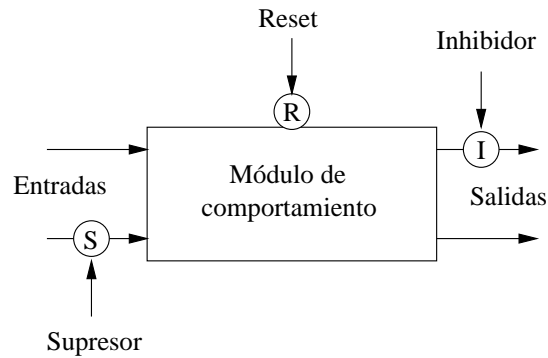 Reset
Inhibidor
R
I
Entradas
Módulo de
comportamiento
Salidas
S
Supresor